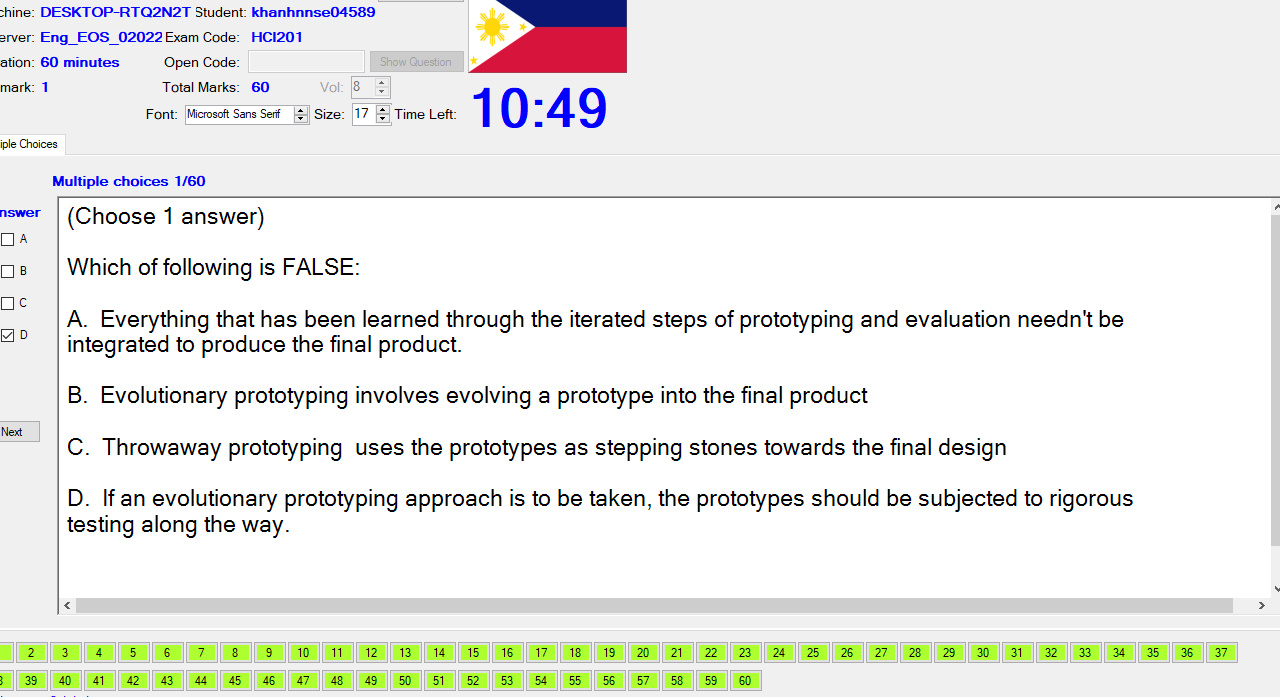 chine: DESKTOP-RTQ2N2T Student: khanhnnse04589
erver: Eng_EOS_02022 Exam Code: HCI201
ation: 60 minutes Open Code: Show Question
mark: 1 Total Marks: 60 Vol: 8
Font: Microsoft Sans Serif Size: 17 Time Left: 10:49
iple Choices
Multiple choices 1/60
nswer
A
B
C
D
Next
(Choose 1 answer)
Which of following is FALSE:
A. Everything that has been learned through the iterated steps of prototyping and evaluation needn't be
integrated to produce the final product.
B. Evolutionary prototyping involves evolving a prototype into the final product
C. Throwaway prototyping uses the prototypes as stepping stones towards the final design
D. If an evolutionary prototyping approach is to be taken, the prototypes should be subjected to rigorous
testing along the way.
2 3 4 5 6 7 8 9 10 11 12 13 14 15 16 17 18 19 20 21 22 23 24 25 26 27 28 29 30 31 32 33 34 35 36 37
39 40 41 42 43 44 45 46 47 48 49 50 51 52 53 54 55 56 57 58 59 60